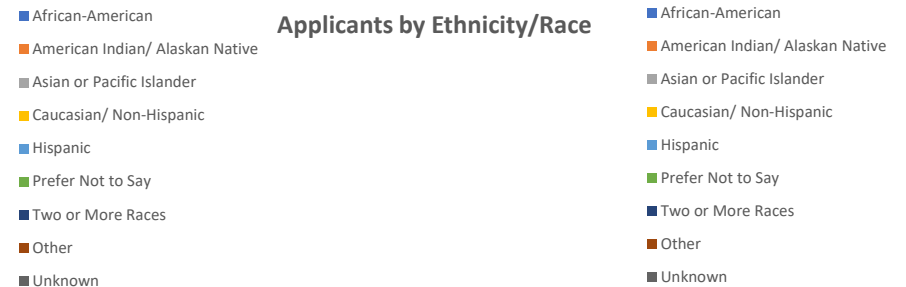 African-American
American Indian/ Alaskan Native
Asian or Pacific Islander
Caucasian/ Non-Hispanic
Hispanic
Prefer Not to Say
Two or More Races
Other
Unknown
Applicants by Ethnicity/Race
African-American
American Indian/ Alaskan Native
Asian or Pacific Islander
Caucasian/ Non-Hispanic
Hispanic
Prefer Not to Say
Two or More Races
Other
Unknown